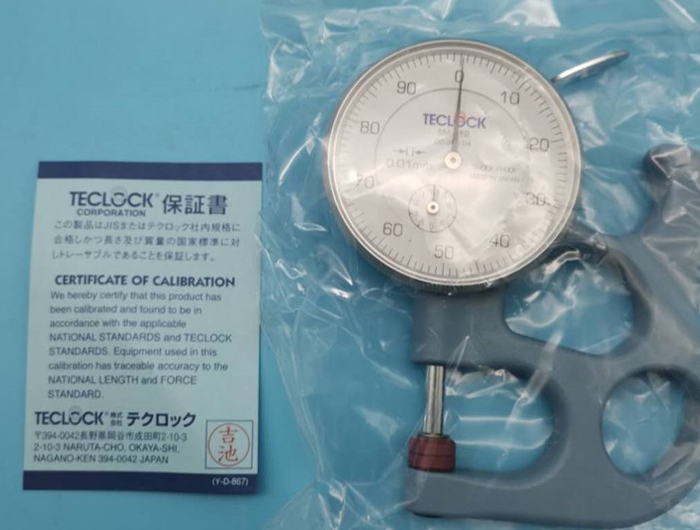 TECLOCK® 保証書
CORPORATION
この製品はJISまたはテクロック社内規格に
合格しかつ長さ及び質量の国家標準に対
しトレーサブルであることを保証します。
CERTIFICATE OF CALIBRATION
We hereby certify that this product has
been calibrated and found to be in
accordance with the applicable
NATIONAL STANDARDS and TECLOCK
STANDARDS. Equipment used in this
calibration has traceable accuracy to the
NATIONAL LENGTH and FORCE
STANDARD.
TECLOCK® 株式会社 テクロック
〒394-0042長野県岡谷市成田町2-10-3
2-10-3 NARUTA-CHO, OKAYA-SHI,
NAGANO-KEN 394-0042 JAPAN
吉池
(Y-D-867)
0
90 10
TECLOCK
80 20
0.01mm
70 30
60 40
50